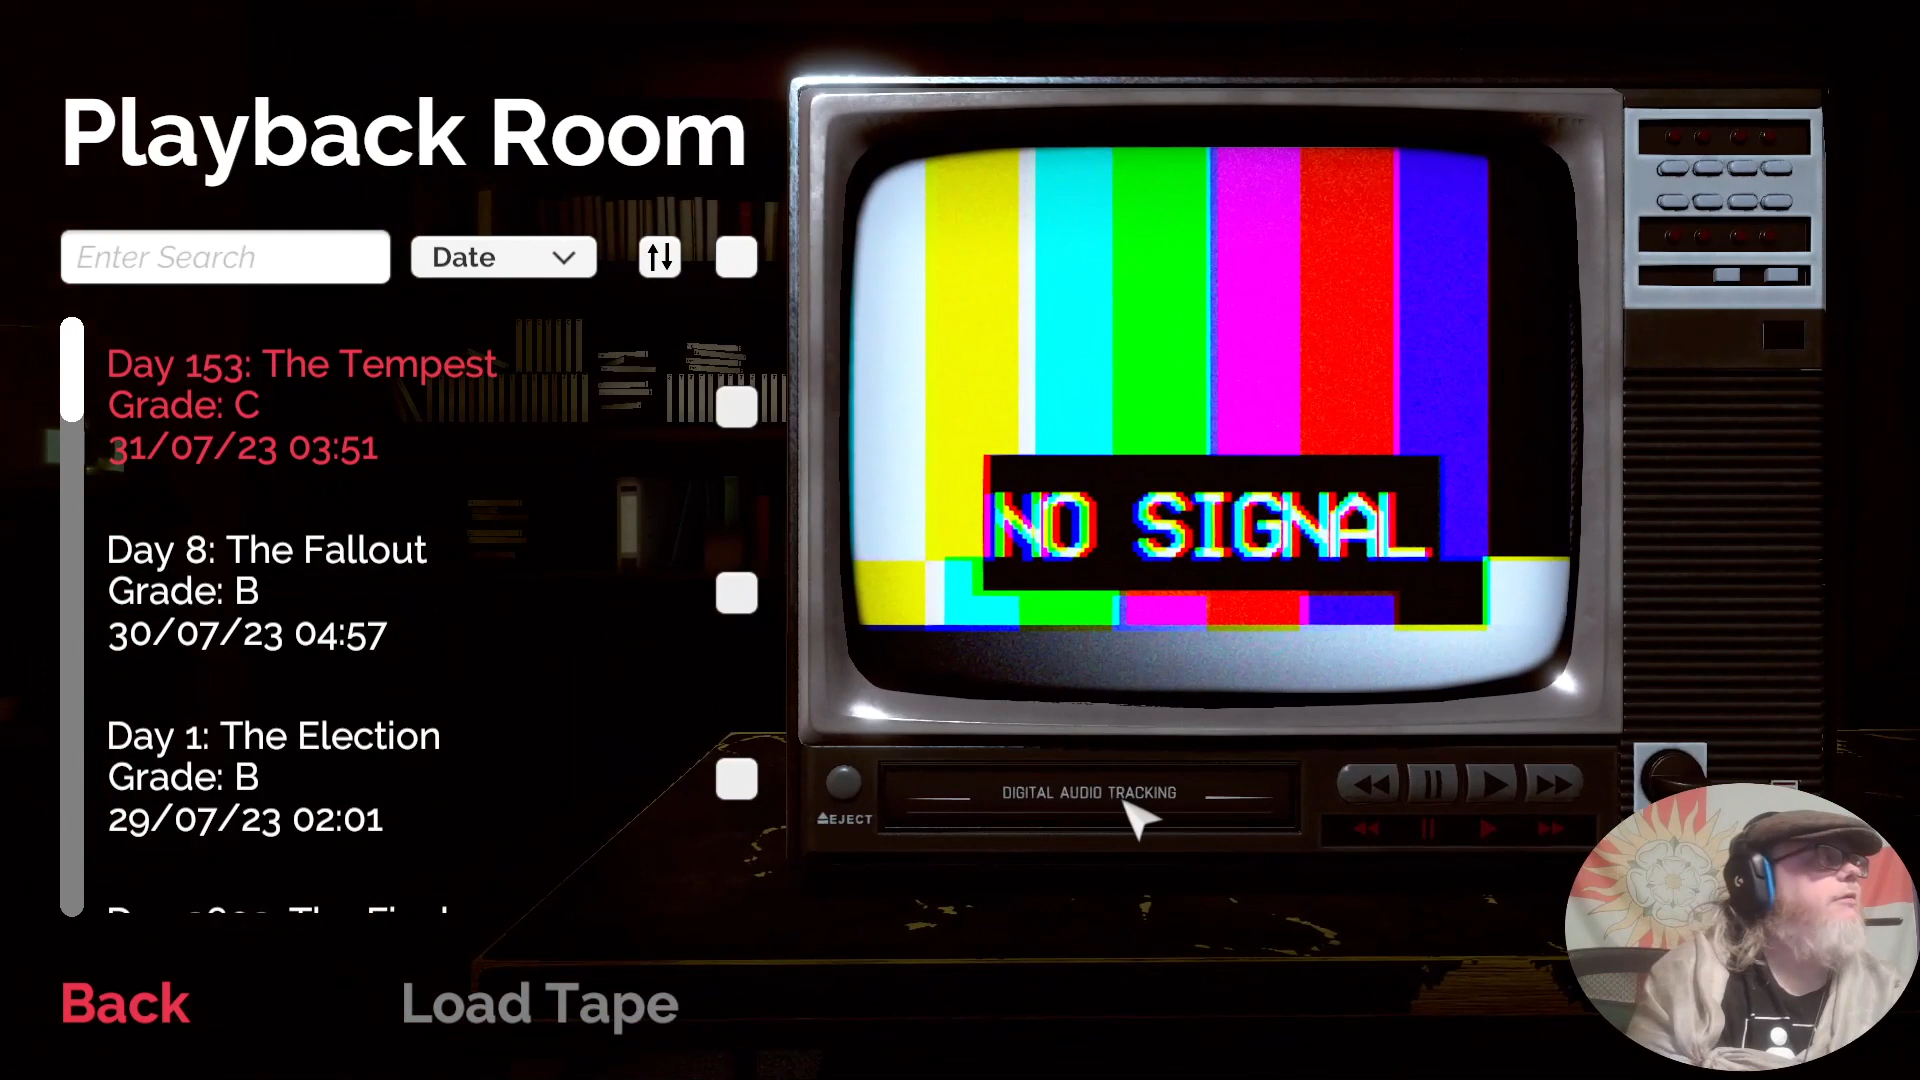 Playback Room
Enter Search
Date
Day 153: The Tempest
Grade: C
31/07/23 03:51
Day 8: The Fallout
Grade: B
30/07/23 04:57
Day 1: The Election
Grade: B
29/07/23 02:01
NO SIGNAL
DIGITAL AUDIO TRACKING
EJECT
Back
Load Tape